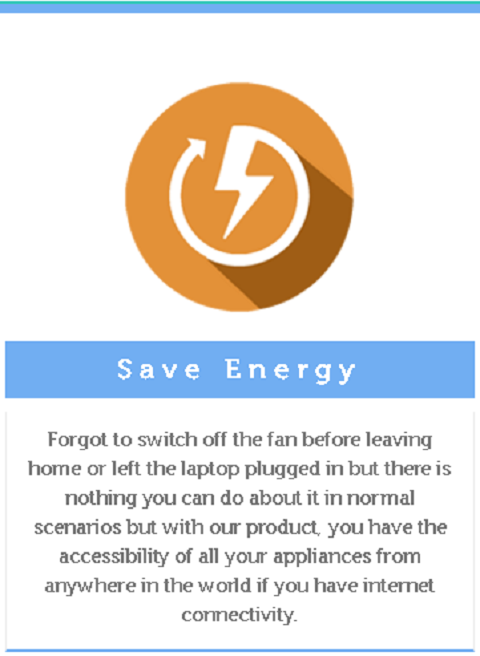 Save Energy
Forgot to switch off the fan before leaving
home or left the laptop plugged in but there is
nothing you can do about it in normal
scenarios but with our product, you have the
accessibility of all your appliances from
anywhere in the world if you have internet
connectivity.